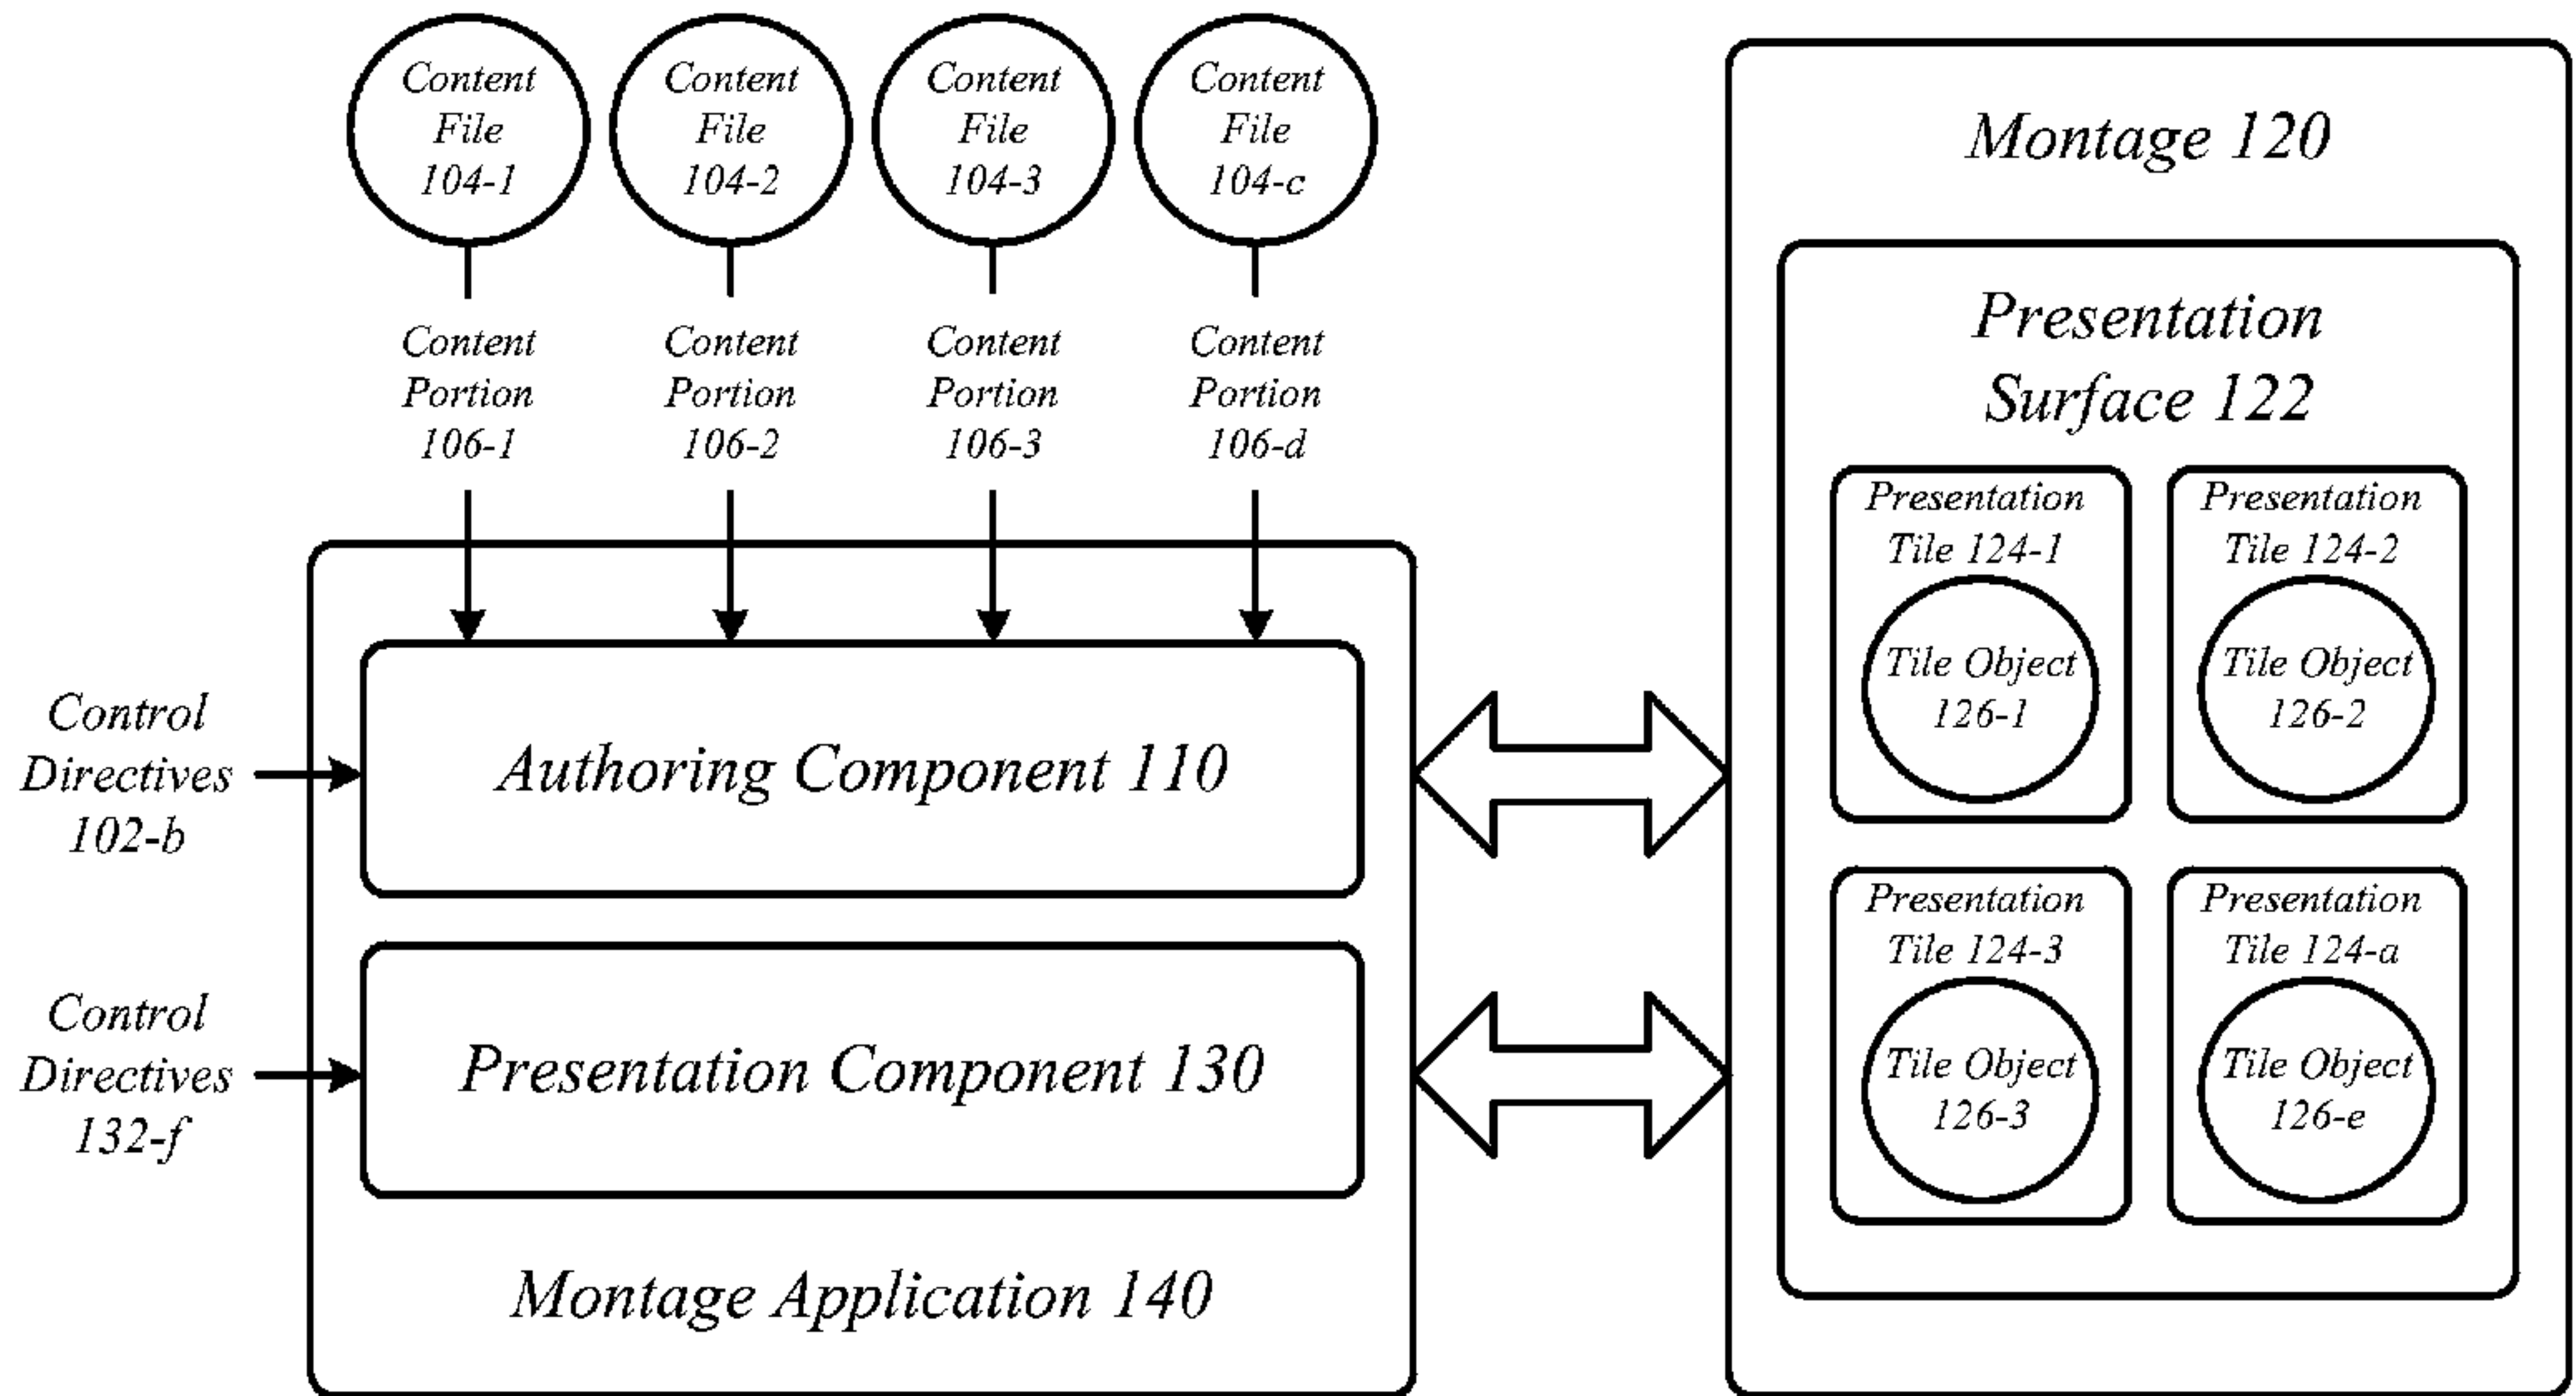 Content
File
104-1
Content
File
104-2
Content
File
104-3
Content
File
104-c
Content
Portion
106-1
Content
Portion
106-2
Content
Portion
106-3
Content
Portion
106-d
Control
Directives
102-b
Authoring Component 110
Control
Directives
132-f
Presentation Component 130
Montage Application 140
Montage 120
Presentation
Surface 122
Presentation
Tile 124-1
Tile Object
126-1
Presentation
Tile 124-2
Tile Object
126-2
Presentation
Tile 124-3
Tile Object
126-3
Presentation
Tile 124-a
Tile Object
126-e